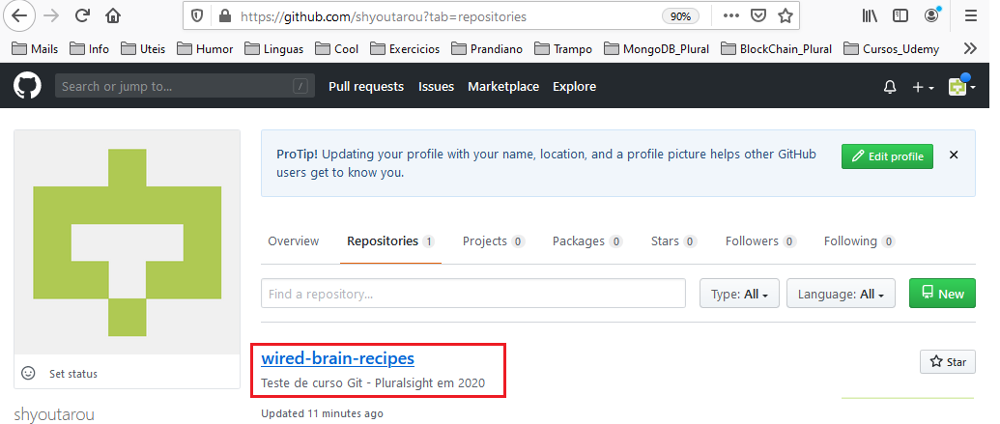 https://github.com/shyoutarou?tab=repositories 90%
Mails Info Uteis Humor Linguas Cool Exercicios Prandiano Trampo MongoDB_Plural BlockChain_Plural Cursos_Udemy
Search or jump to... / Pull requests Issues Marketplace Explore
ProTip! Updating your profile with your name, location, and a profile picture helps other GitHub
users get to know you.
Edit profile
Overview Repositories 1 Projects 0 Packages 0 Stars 0 Followers 0 Following 0
Find a repository... Type: All Language: All New
wired-brain-recipes
Star
Teste de curso Git - Pluralsight em 2020
Set status
Updated 11 minutes ago
shyoutarou